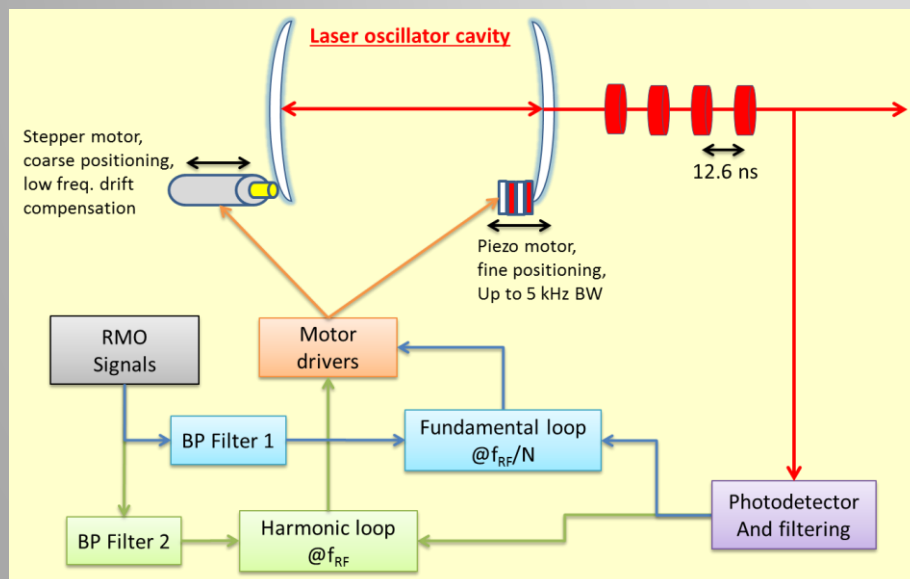 Laser oscillator cavity
Stepper motor,
coarse positioning,
low freq. drift
compensation
12.6 ns
Piezo motor,
fine positioning,
Up to 5 kHz BW
RMO
Signals
Motor
drivers
BP Filter 1
Fundamental loop
@fRF/N
Photodetector
And filtering
BP Filter 2
Harmonic loop
@fRF